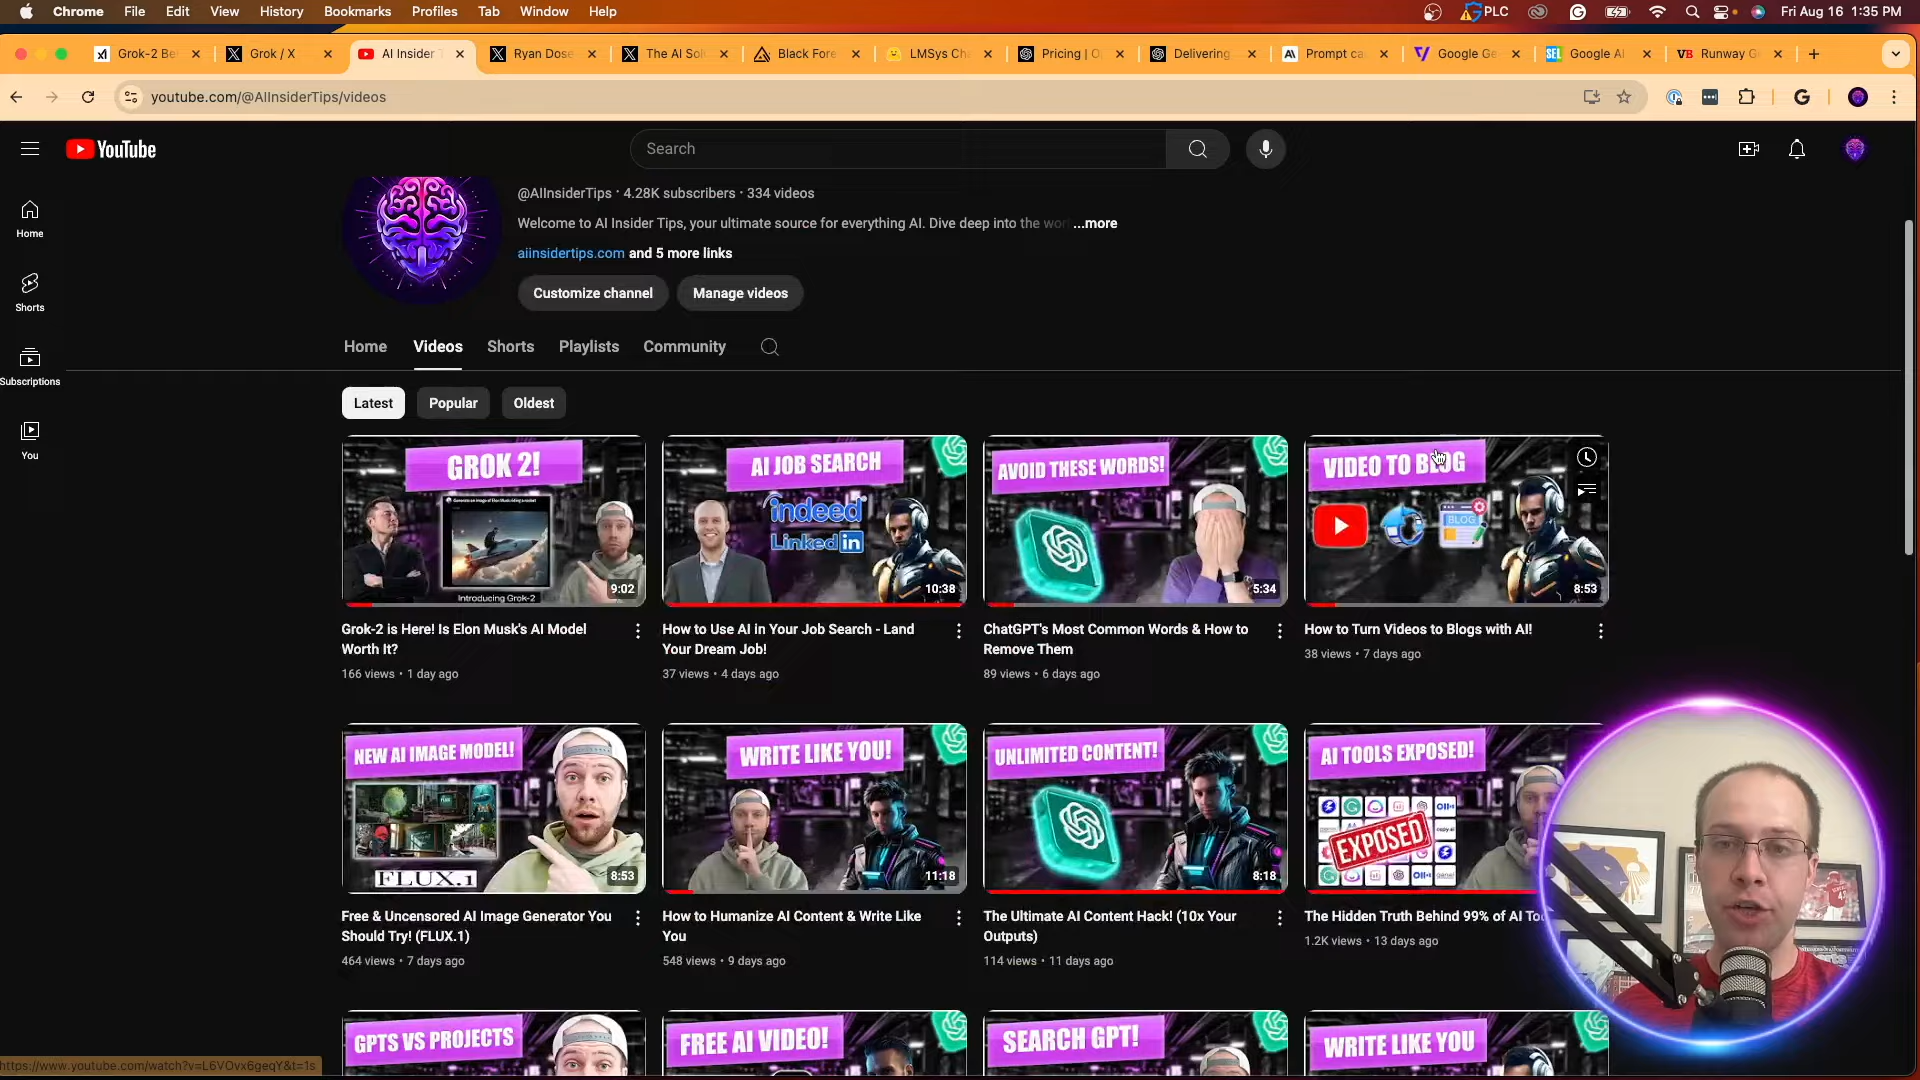 Chrome File Edit View History Bookmarks Profiles Tab Window Help PLC Fri Aug 16 1:35 PM
Grok-2 Be Grok / X AI Insider T Ryan Dose The AI Sol Black Fore LMSys Ch Pricing | O Delivering Prompt ca Google Ge Google AI Runway G
youtube.com/@AIInsiderTips/videos
YouTube
Search
@AIInsiderTips · 4.28K subscribers · 334 videos
Welcome to AI Insider Tips, your ultimate source for everything AI. Dive deep into the wor ...more
aiinsidertips.com and 5 more links
Customize channel Manage videos
Home
Shorts
Subscriptions
You
Home Videos Shorts Playlists Community
Latest Popular Oldest
GROK 2!
Introducing Grok-2
9:02
AI JOB SEARCH
indeed
LinkedIn
10:38
AVOID THESE WORDS!
5:34
VIDEO TO BLOG
BLOG
8:53
Grok-2 is Here! Is Elon Musk's AI Model
Worth It?
166 views · 1 day ago
How to Use AI in Your Job Search - Land
Your Dream Job!
37 views · 4 days ago
ChatGPT's Most Common Words & How to
Remove Them
89 views · 6 days ago
How to Turn Videos to Blogs with AI!
38 views · 7 days ago
NEW AI IMAGE MODEL!
FLUX.1
8:53
WRITE LIKE YOU!
11:18
UNLIMITED CONTENT!
8:18
AI TOOLS EXPOSED!
EXPOSED
Free & Uncensored AI Image Generator You
Should Try! (FLUX.1)
464 views · 7 days ago
How to Humanize AI Content & Write Like
You
548 views · 9 days ago
The Ultimate AI Content Hack! (10x Your
Outputs)
114 views · 11 days ago
The Hidden Truth Behind 99% of AI Too
1.2K views · 13 days ago
GPTS VS PROJECTS
FREE AI VIDEO!
SEARCH GPT!
WRITE LIKE YOU
https://www.youtube.com/watch?v=L6VOvx6geqY&t=1s